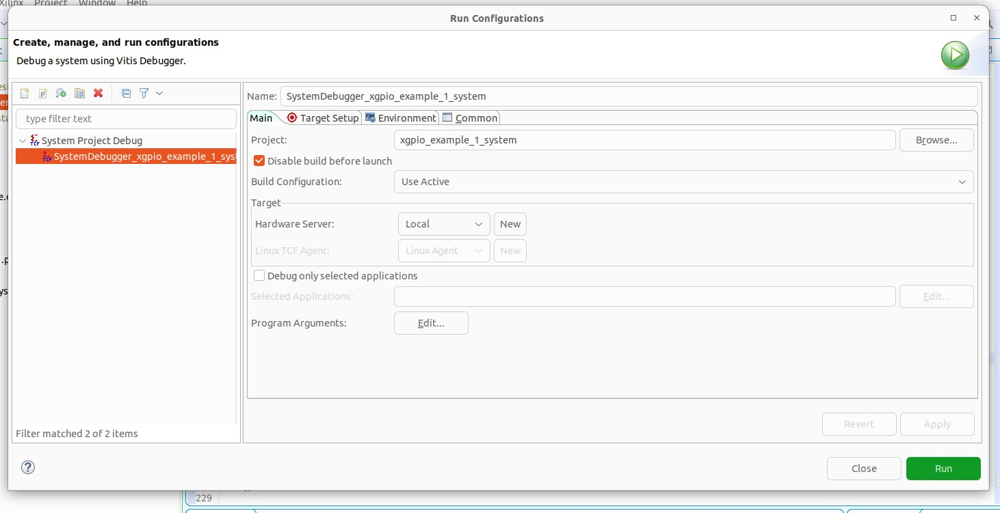 Xilinx Project Window Help
Run Configurations
Create, manage, and run configurations
Debug a system using Vitis Debugger.
type filter text
System Project Debug
SystemDebugger_xgpio_example_1_syst
Filter matched 2 of 2 items
Name: SystemDebugger_xgpio_example_1_system
Main Target Setup Environment Common
Project: xgpio_example_1_system Browse...
Disable build before launch
Build Configuration: Use Active
Target
Hardware Server: Local New
Linux TCF Agent: Linux Agent New
Debug only selected applications
Selected Applications: Edit...
Program Arguments: Edit...
Revert Apply
Close Run
229